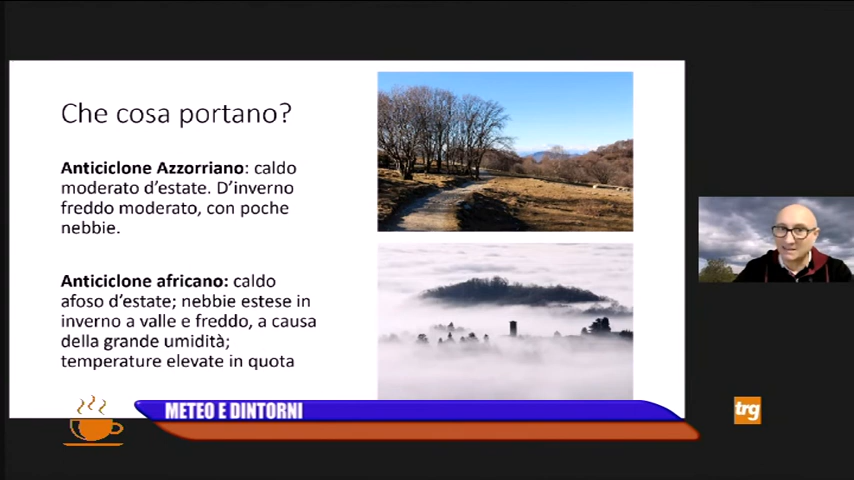 Che cosa portano?
Anticiclone Azzorriano: caldo
moderato d'estate. D'inverno
freddo moderato, con poche
nebbie.
Anticiclone africano: caldo
afoso d'estate; nebbie estese in
inverno a valle e freddo, a causa
della grande umidità;
temperature elevate in quota
METEO E DINTORNI
trg